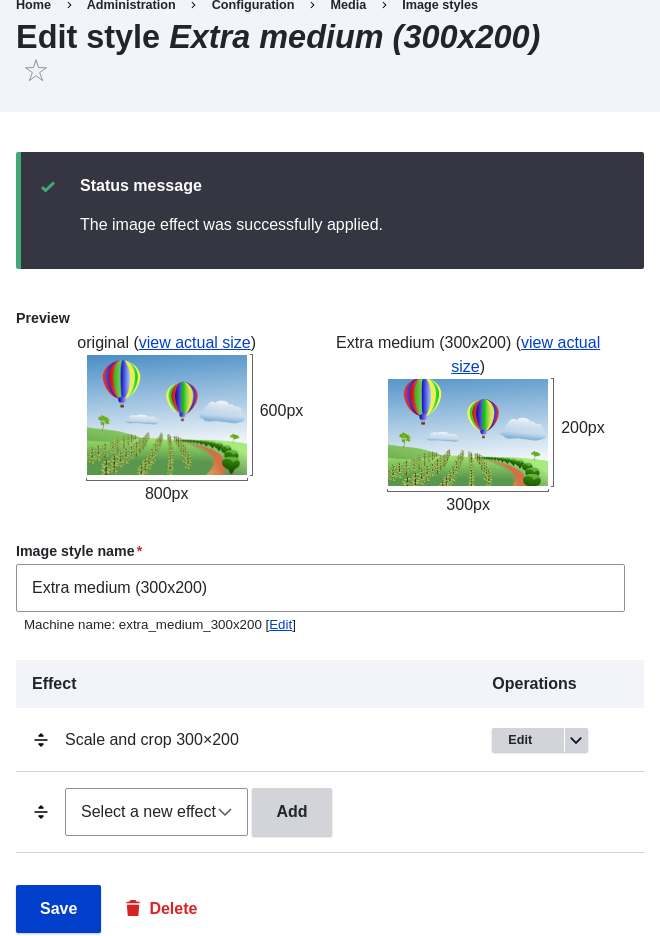 Home > Administration > Configuration > Media > Image styles
Edit style Extra medium (300x200)
Status message
The image effect was successfully applied.
Preview
original (view actual size)
600px
800px
Extra medium (300x200) (view actual
size)
200px
300px
Image style name*
Extra medium (300x200)
Machine name: extra_medium_300x200 [Edit]
Effect Operations
Scale and crop 300×200 Edit
Select a new effect Add
Save Delete